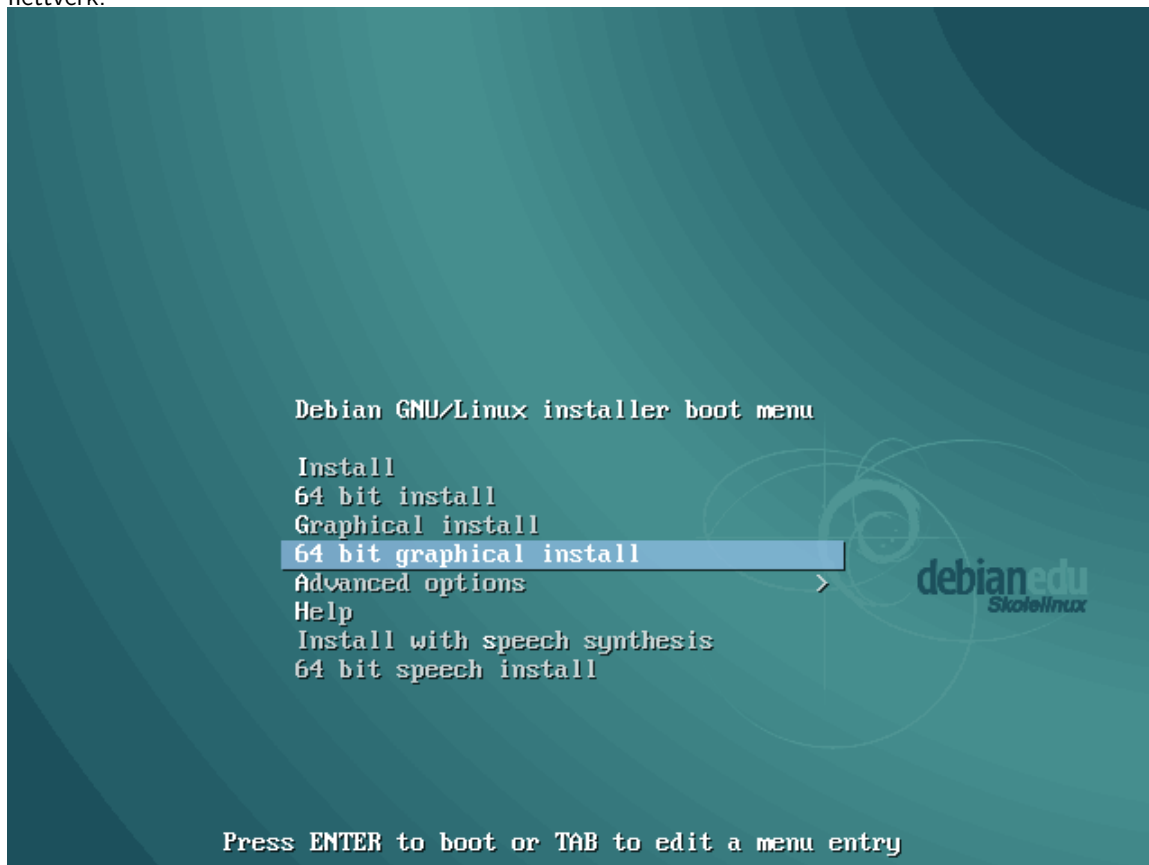 nettverk.
Debian GNU/Linux installer boot menu
Install
64 bit install
Graphical install
64 bit graphical install
Advanced options >
Help
Install with speech synthesis
64 bit speech install
debianedu
Skolelinux
Press ENTER to boot or TAB to edit a menu entry